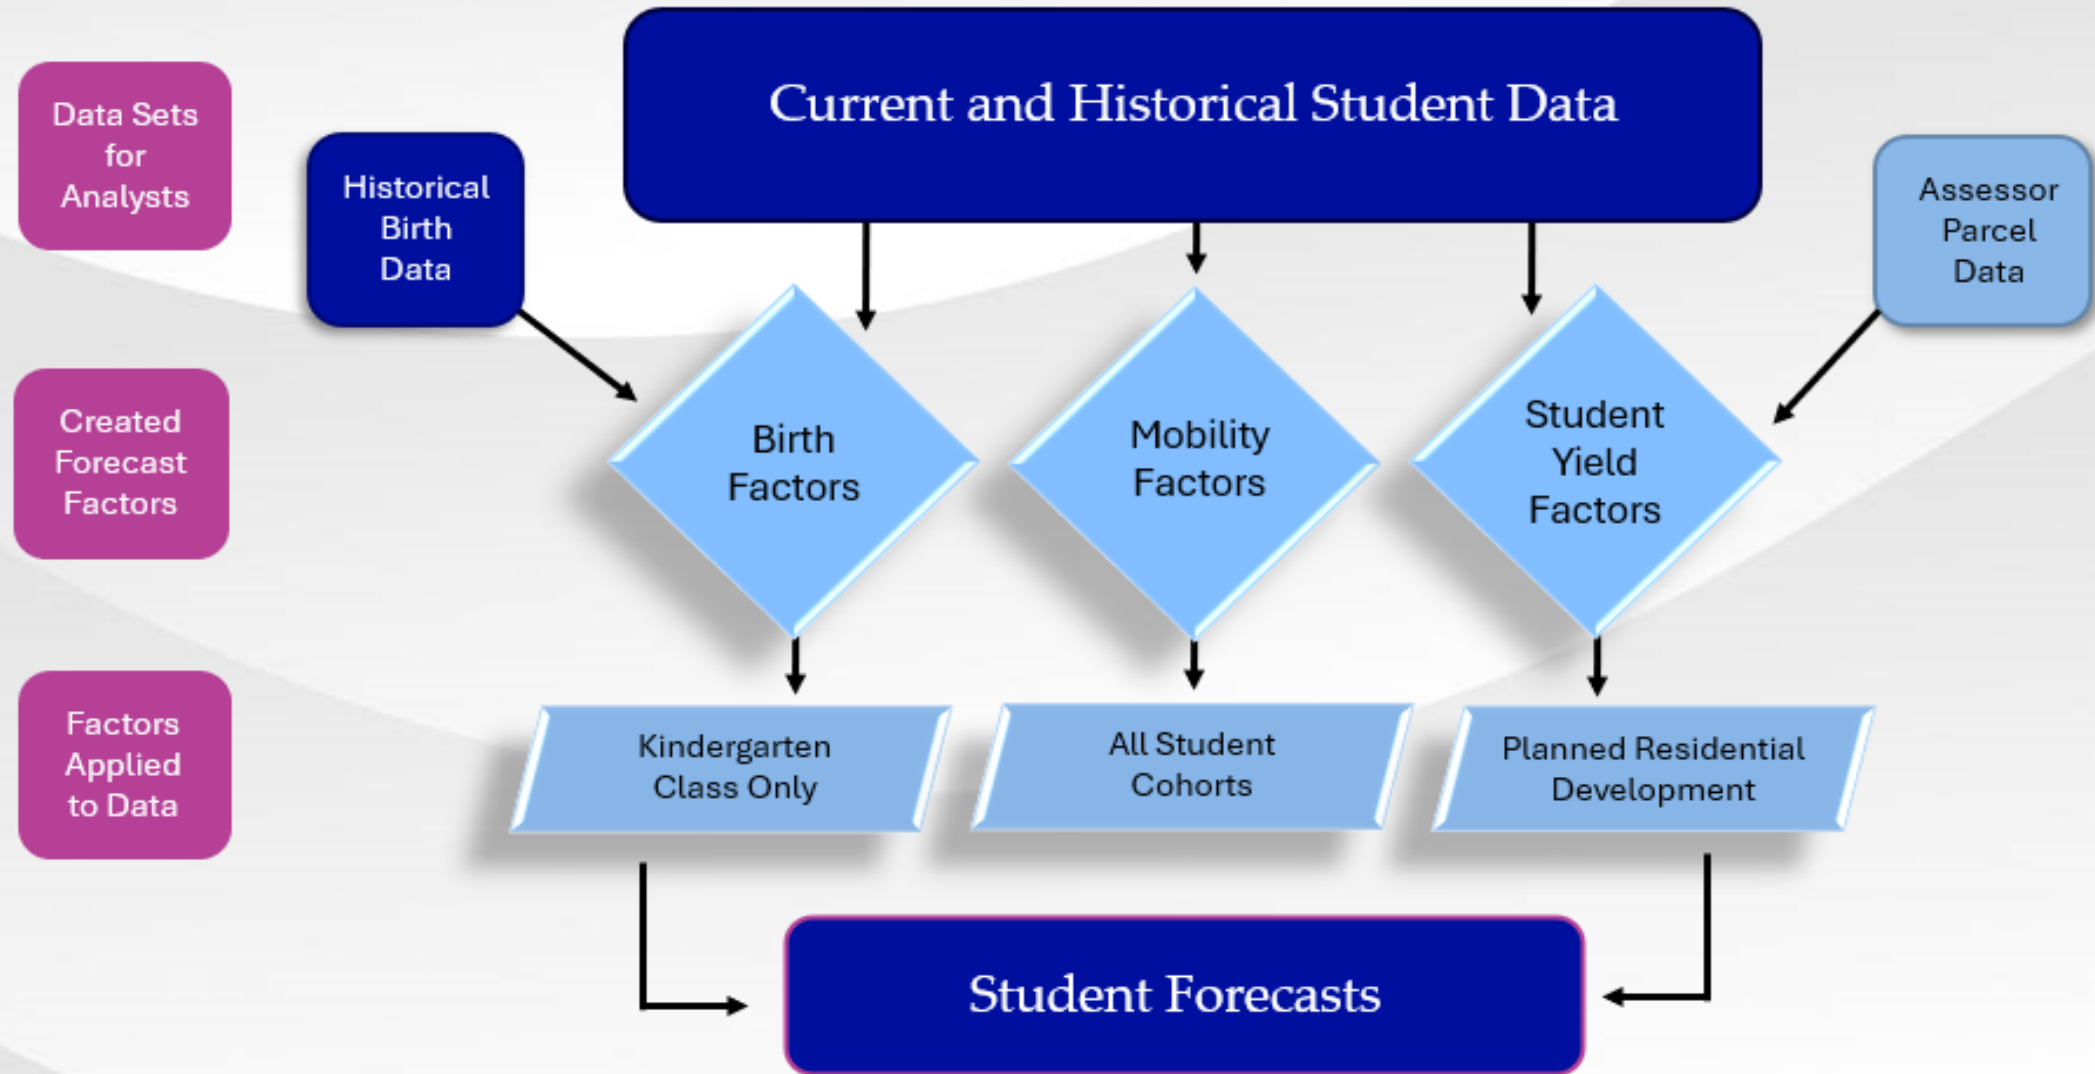 Current and Historical Student Data
Data Sets
for
Analysts
Historical
Birth
Data
Assessor
Parcel
Data
Created
Forecast
Factors
Birth
Factors
Mobility
Factors
Student
Yield
Factors
Factors
Applied
to Data
Kindergarten
Class Only
All Student
Cohorts
Planned Residential
Development
Student Forecasts